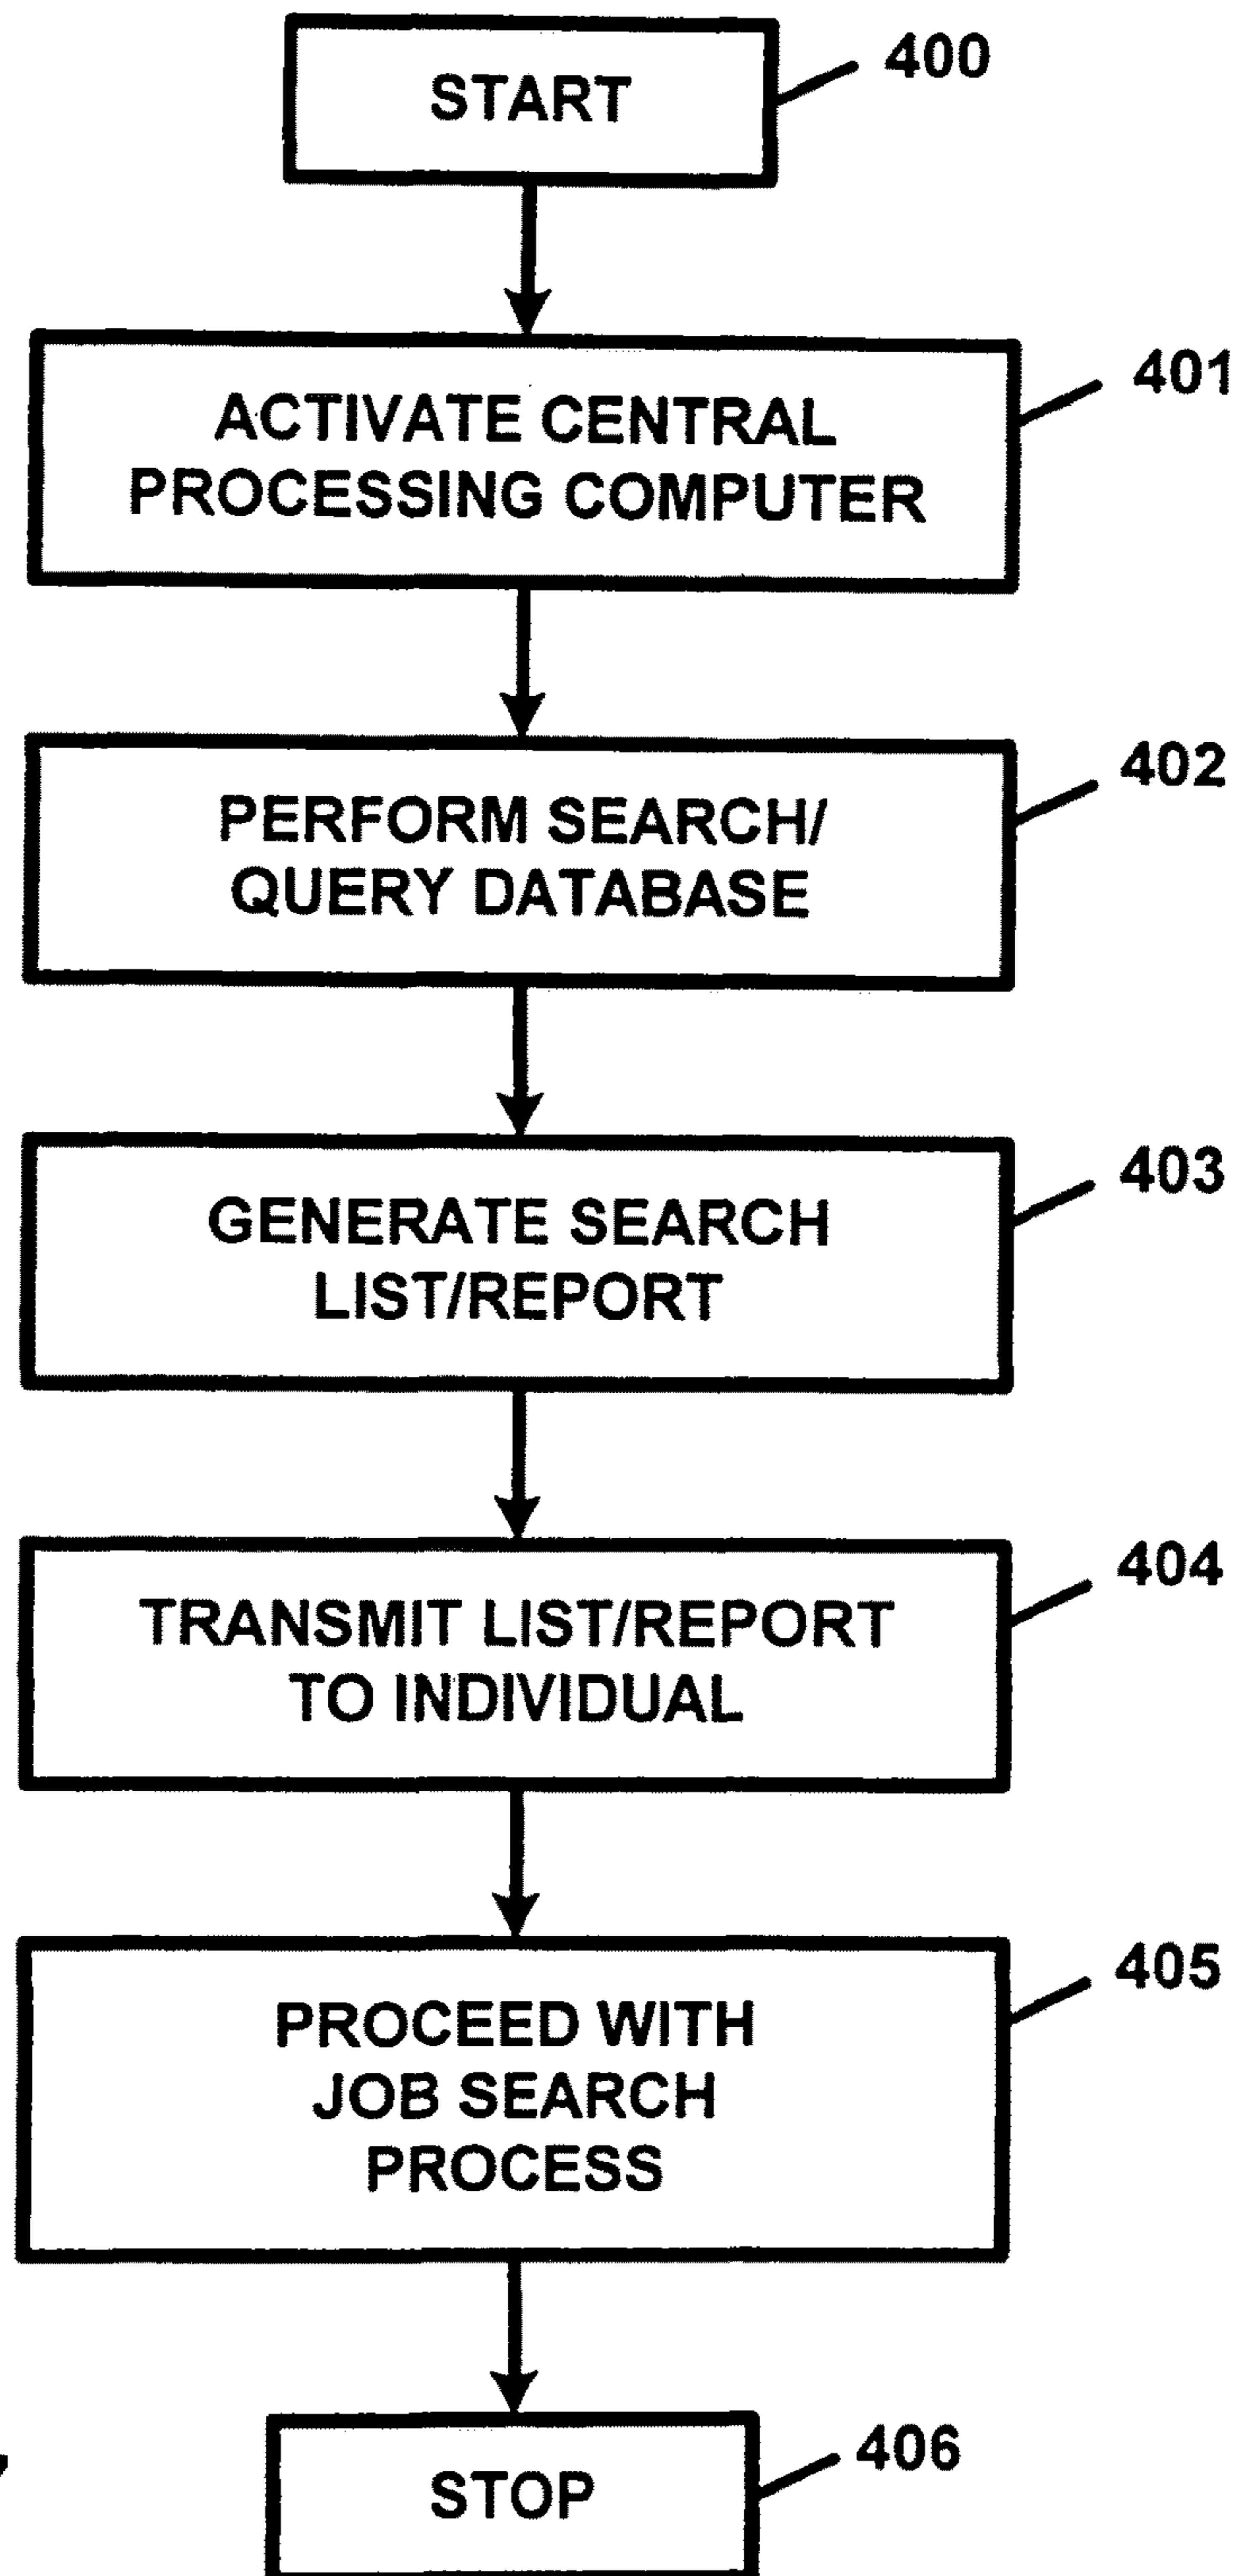 START
400
ACTIVATE CENTRAL
PROCESSING COMPUTER
401
PERFORM SEARCH/
QUERY DATABASE
402
GENERATE SEARCH
LIST/REPORT
403
TRANSMIT LIST/REPORT
TO INDIVIDUAL
404
PROCEED WITH
JOB SEARCH
PROCESS
405
STOP
406